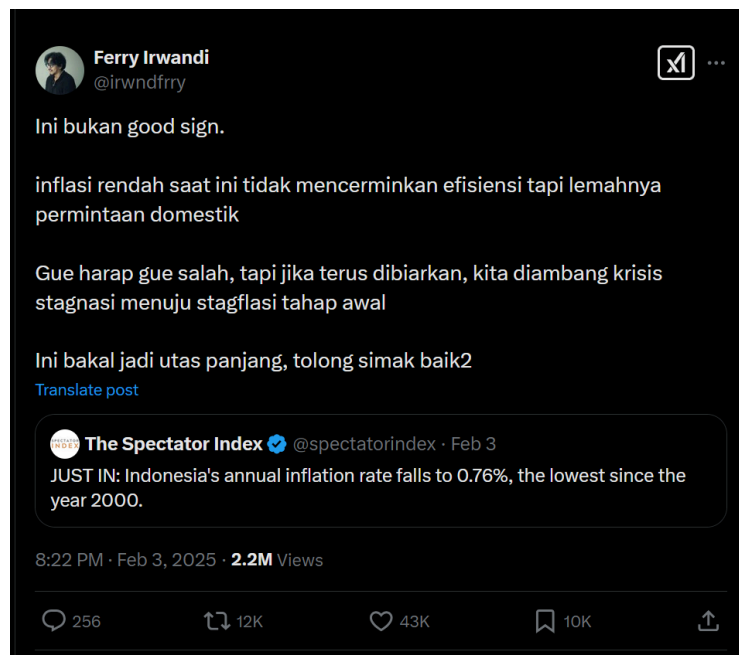 Ferry Irwandi
@irwndfrry
Ini bukan good sign.
inflasi rendah saat ini tidak mencerminkan efisiensi tapi lemahnya
permintaan domestik
Gue harap gue salah, tapi jika terus dibiarkan, kita diambang krisis
stagnasi menuju stagflasi tahap awal
Ini bakal jadi utas panjang, tolong simak baik2
Translate post
SPECTATOR
INDEX
The Spectator Index @spectatorindex · Feb 3
JUST IN: Indonesia's annual inflation rate falls to 0.76%, the lowest since the
year 2000.
8:22 PM · Feb 3, 2025 · 2.2M Views
256 12K 43K 10K